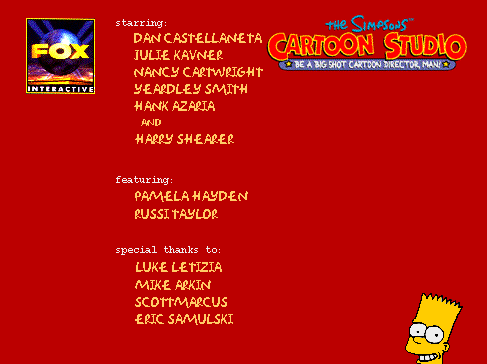 FOX
INTERACTIVE
the Simpsons™
CARTOON STUDIO
BE A BIG SHOT CARTOON DIRECTOR, MAN!
starring:
DAN CASTELLANETA
JULIE KAVNER
NANCY CARTWRIGHT
YEARDLEY SMITH
HANK AZARIA
AND
HARRY SHEARER
featuring:
PAMELA HAYDEN
RUSSI TAYLOR
special thanks to:
LUKE LETIZIA
MIKE ARKIN
SCOTT MARCUS
ERIC SAMULSKI